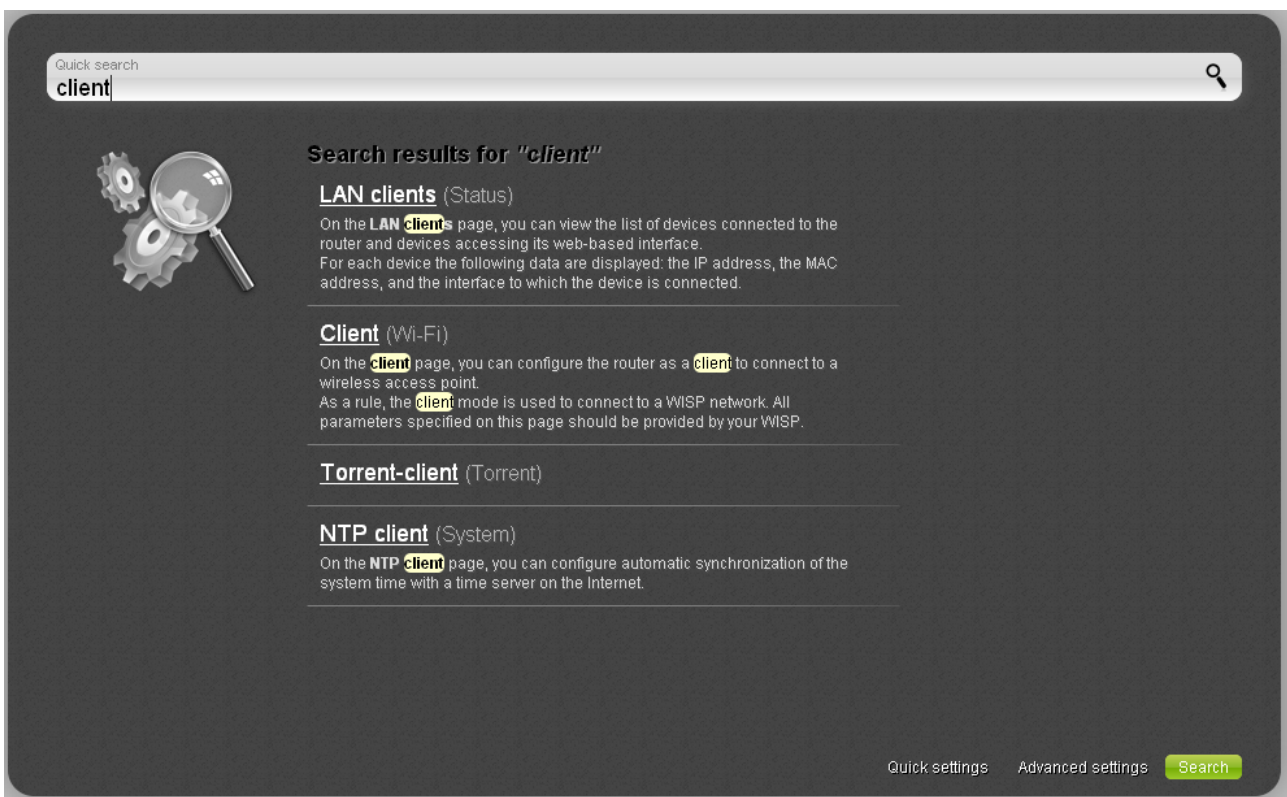 Quick search
client
Search results for "client"
LAN clients (Status)
On the LAN clients page, you can view the list of devices connected to the
router and devices accessing its web-based interface.
For each device the following data are displayed: the IP address, the MAC
address, and the interface to which the device is connected.
Client (Wi-Fi)
On the client page, you can configure the router as a client to connect to a
wireless access point.
As a rule, the client mode is used to connect to a WISP network. All
parameters specified on this page should be provided by your WISP.
Torrent-client (Torrent)
NTP client (System)
On the NTP client page, you can configure automatic synchronization of the
system time with a time server on the Internet.
Quick settings Advanced settings Search